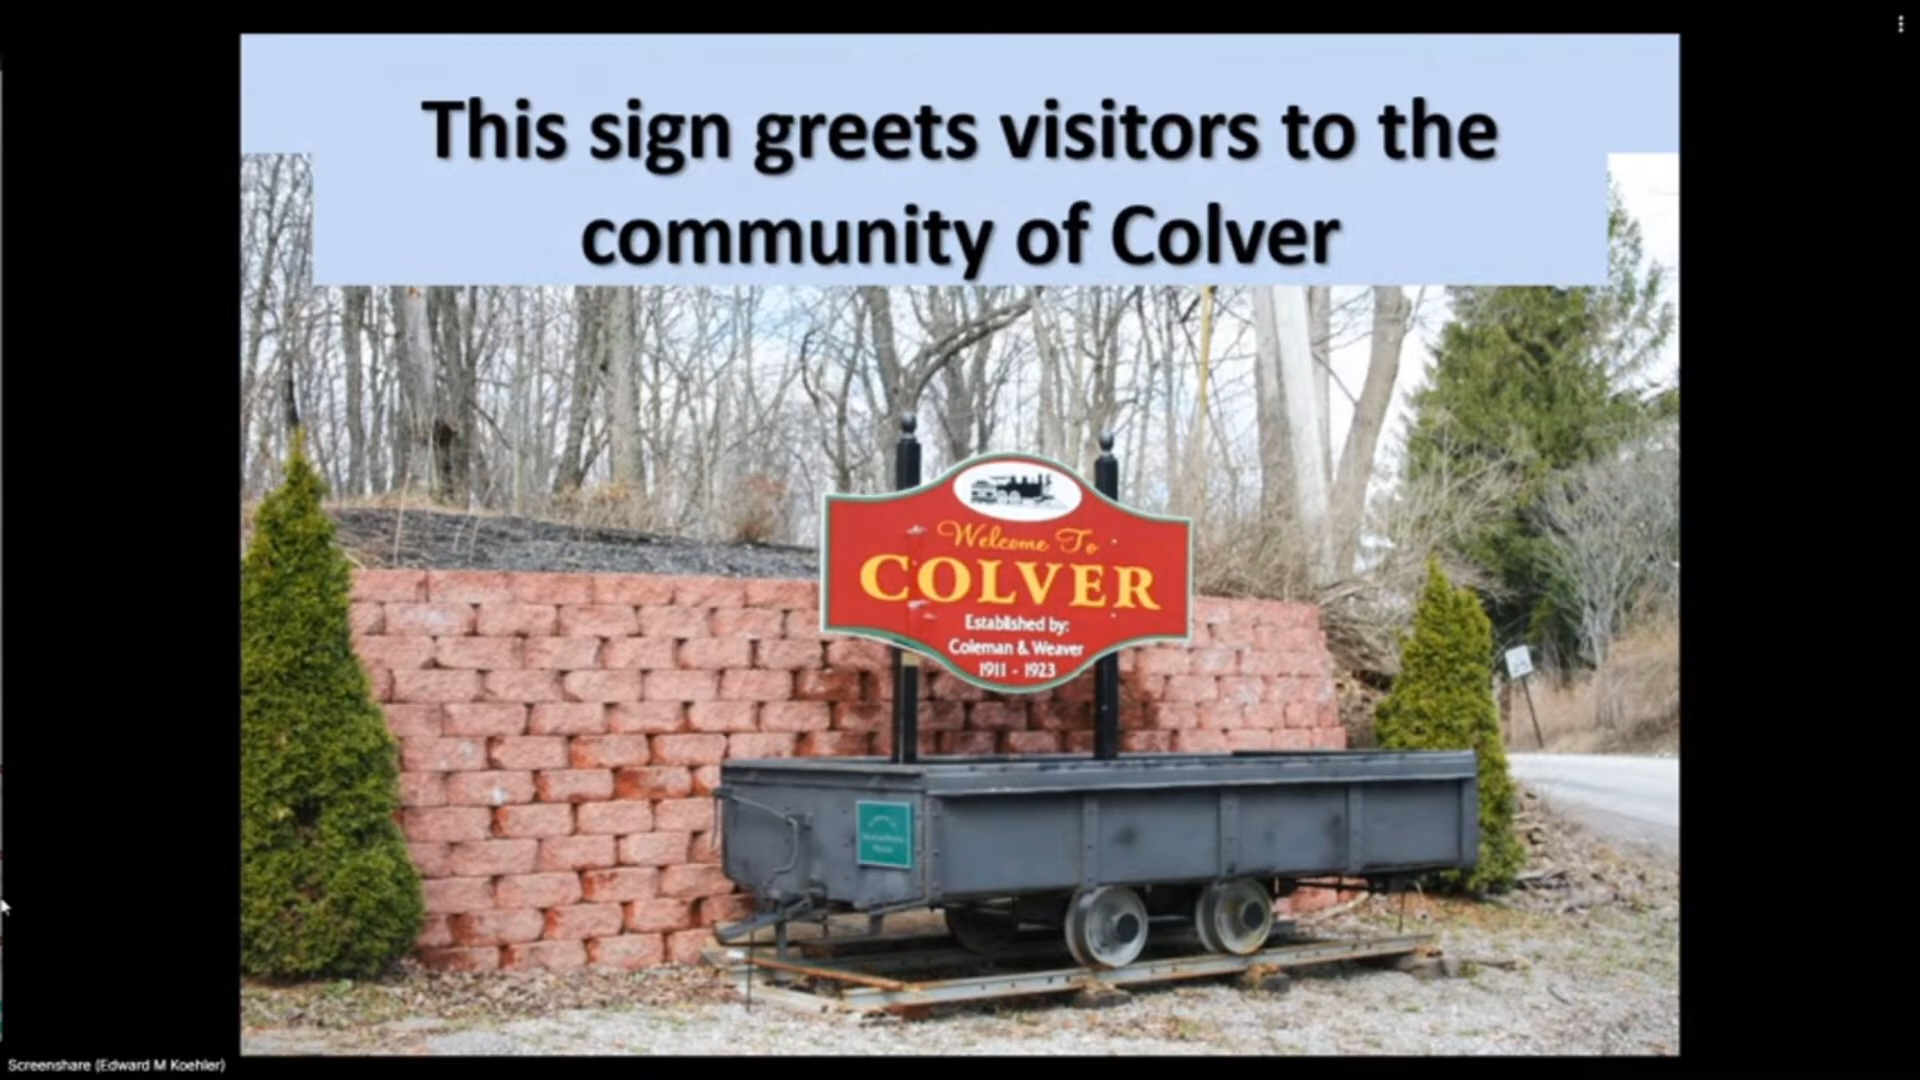 This sign greets visitors to the
community of Colver
Welcome To
COLVER
Established by:
Coleman & Weaver
1911 - 1923
Screenshare (Edward M Koehler)